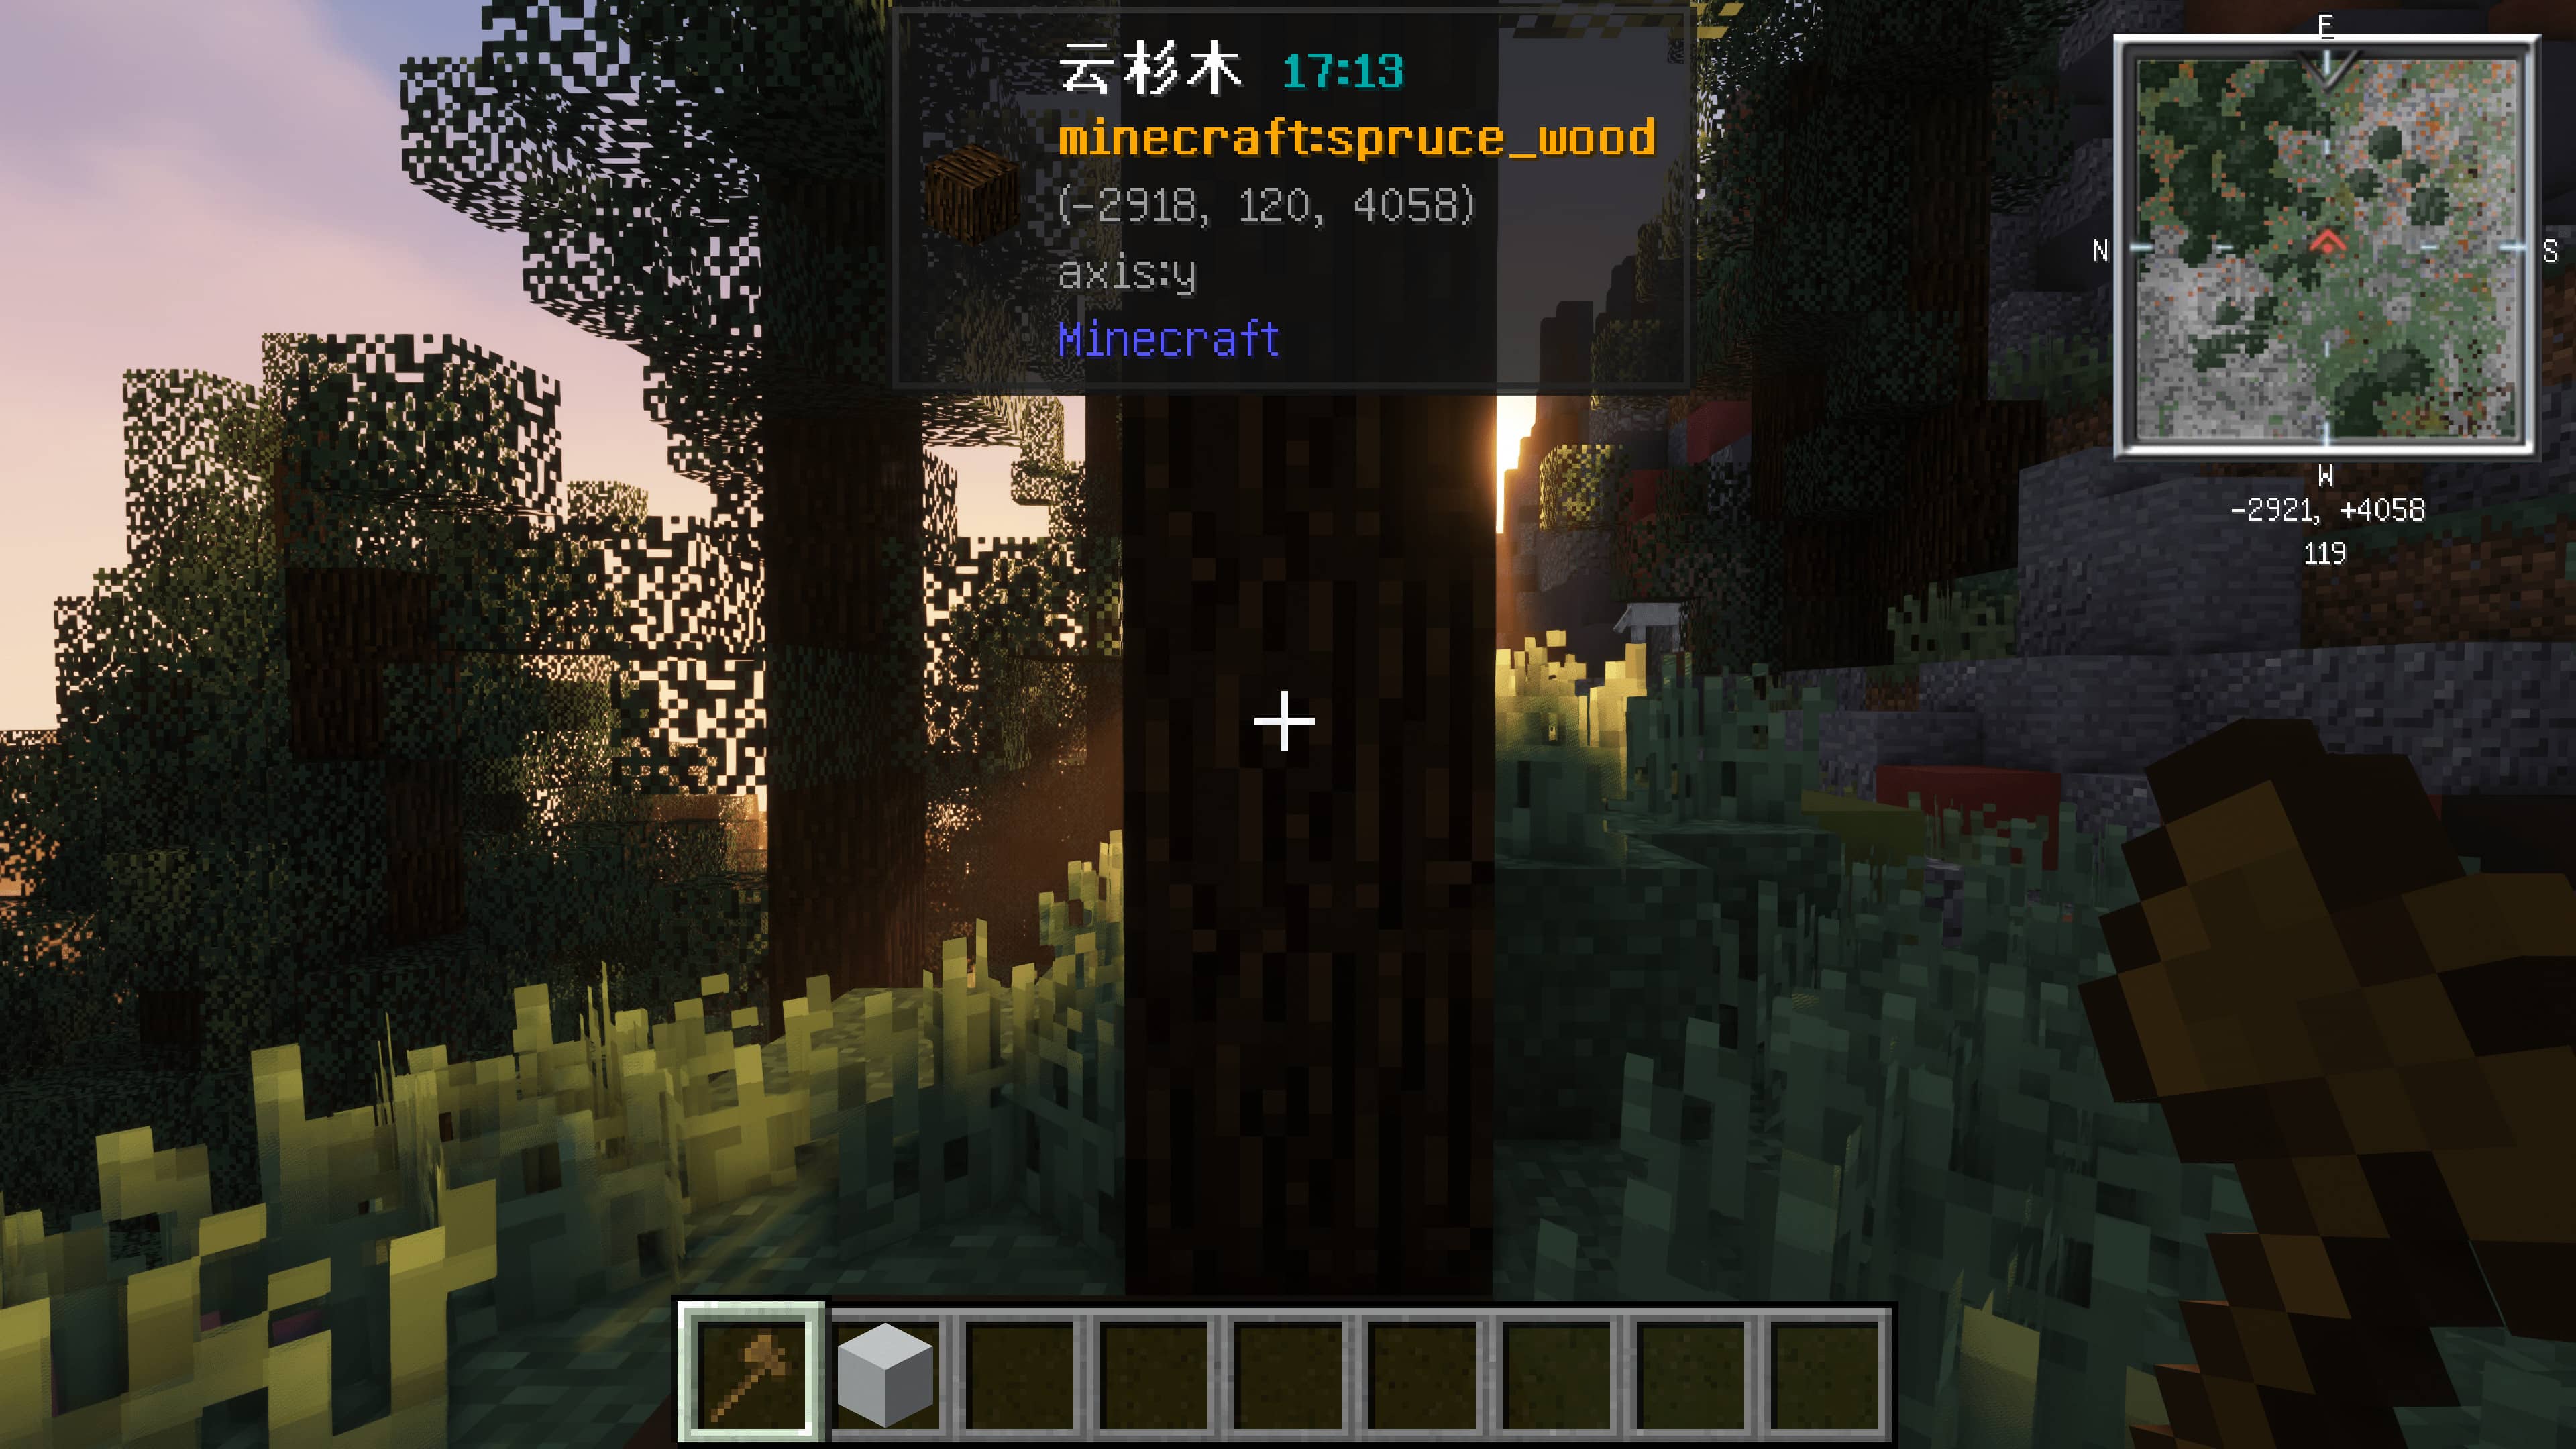 云杉木 17:13
minecraft:spruce_wood
(-2918, 120, 4058)
axis:y
Minecraft
E
N
S
W
-2921, +4058
119